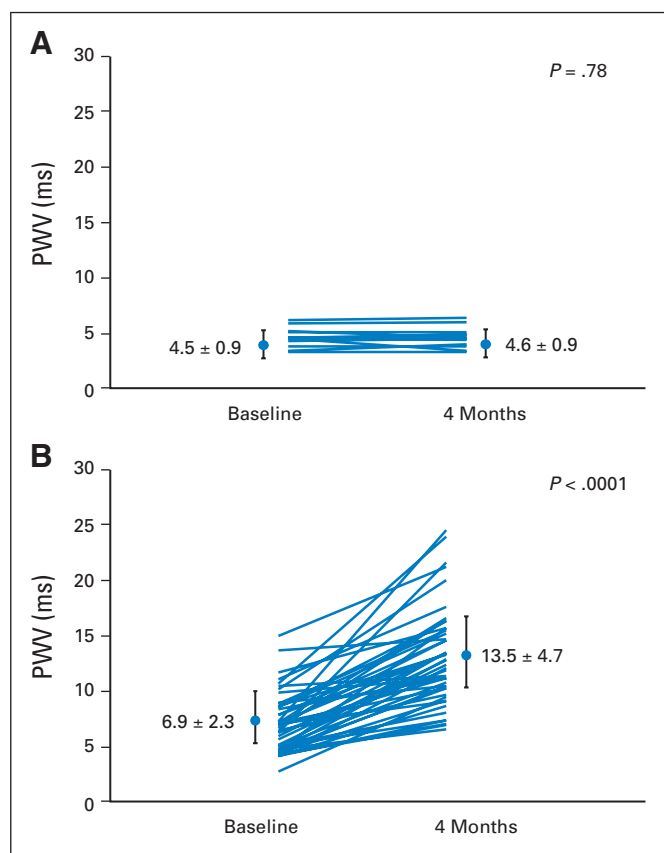 A
P = .78
PWV (ms)
30
25
20
15
10
5
0
4.5 ± 0.9
4.6 ± 0.9
Baseline
4 Months
B
P < .0001
PWV (ms)
30
25
20
15
10
5
0
6.9 ± 2.3
13.5 ± 4.7
Baseline
4 Months